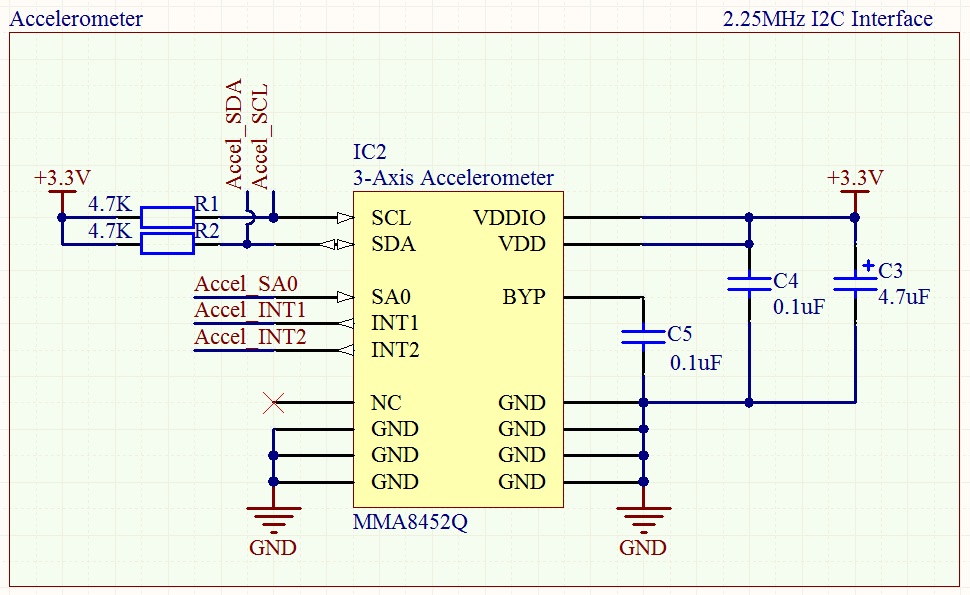 Accelerometer
2.25MHz I2C Interface
Accel_SDA
Accel_SCL
IC2
3-Axis Accelerometer
+3.3V
+3.3V
4.7K R1
4.7K R2
SCL
SDA
VDDIO
VDD
C3
4.7uF
C4
0.1uF
Accel_SA0
Accel_INT1
Accel_INT2
SA0
INT1
INT2
BYP
C5
0.1uF
NC
GND
GND
GND
GND
GND
GND
GND
MMA8452Q
GND
GND